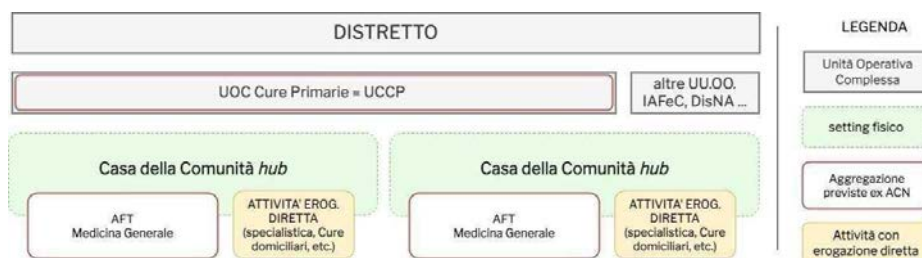 DISTRETTO
UOC Cure Primarie = UCCP
altre UU.OO.
IAFeC, DisNA ...
Casa della Comunità hub
AFT
Medicina Generale
ATTIVITA' EROG.
DIRETTA
(specialistica, Cure
domiciliari, etc.)
Casa della Comunità hub
AFT
Medicina Generale
ATTIVITA' EROG.
DIRETTA
(specialistica, Cure
domiciliari, etc.)
LEGENDA
Unità Operativa
Complessa
setting fisico
Aggregazione
previste ex ACN
Attività con
erogazione diretta